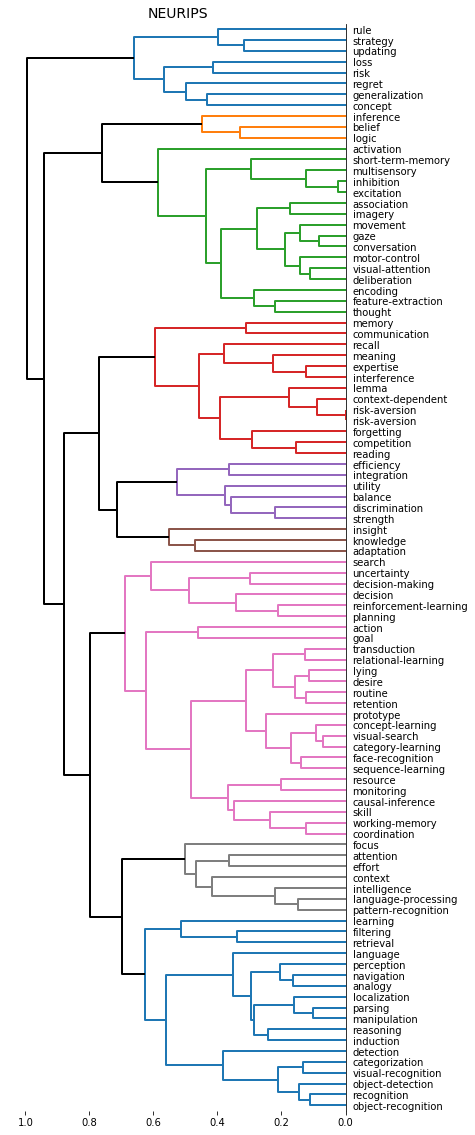 NEURIPS
rule
strategy
updating
loss
risk
regret
generalization
concept
inference
belief
logic
activation
short-term-memory
multisensory
inhibition
excitation
association
imagery
movement
gaze
conversation
motor-control
visual-attention
deliberation
encoding
feature-extraction
thought
memory
communication
recall
meaning
expertise
interference
lemma
context-dependent
risk-aversion
risk-aversion
forgetting
competition
reading
efficiency
integration
utility
balance
discrimination
strength
insight
knowledge
adaptation
search
uncertainty
decision-making
decision
reinforcement-learning
planning
action
goal
transduction
relational-learning
lying
desire
routine
retention
prototype
concept-learning
visual-search
category-learning
face-recognition
sequence-learning
resource
monitoring
causal-inference
skill
working-memory
coordination
focus
attention
effort
context
intelligence
language-processing
pattern-recognition
learning
filtering
retrieval
language
perception
navigation
analogy
localization
parsing
manipulation
reasoning
induction
detection
categorization
visual-recognition
object-detection
recognition
object-recognition
1.0 0.8 0.6 0.4 0.2 0.0